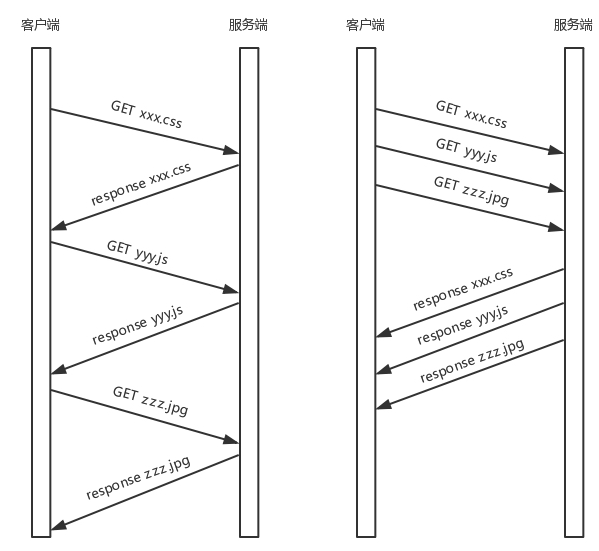 客户端
服务端
GET xxx.css
response xxx.css
GET yyy.js
response yyy.js
GET zzz.jpg
response zzz.jpg
客户端
服务端
GET xxx.css
GET yyy.js
GET zzz.jpg
response xxx.css
response yyy.js
response zzz.jpg